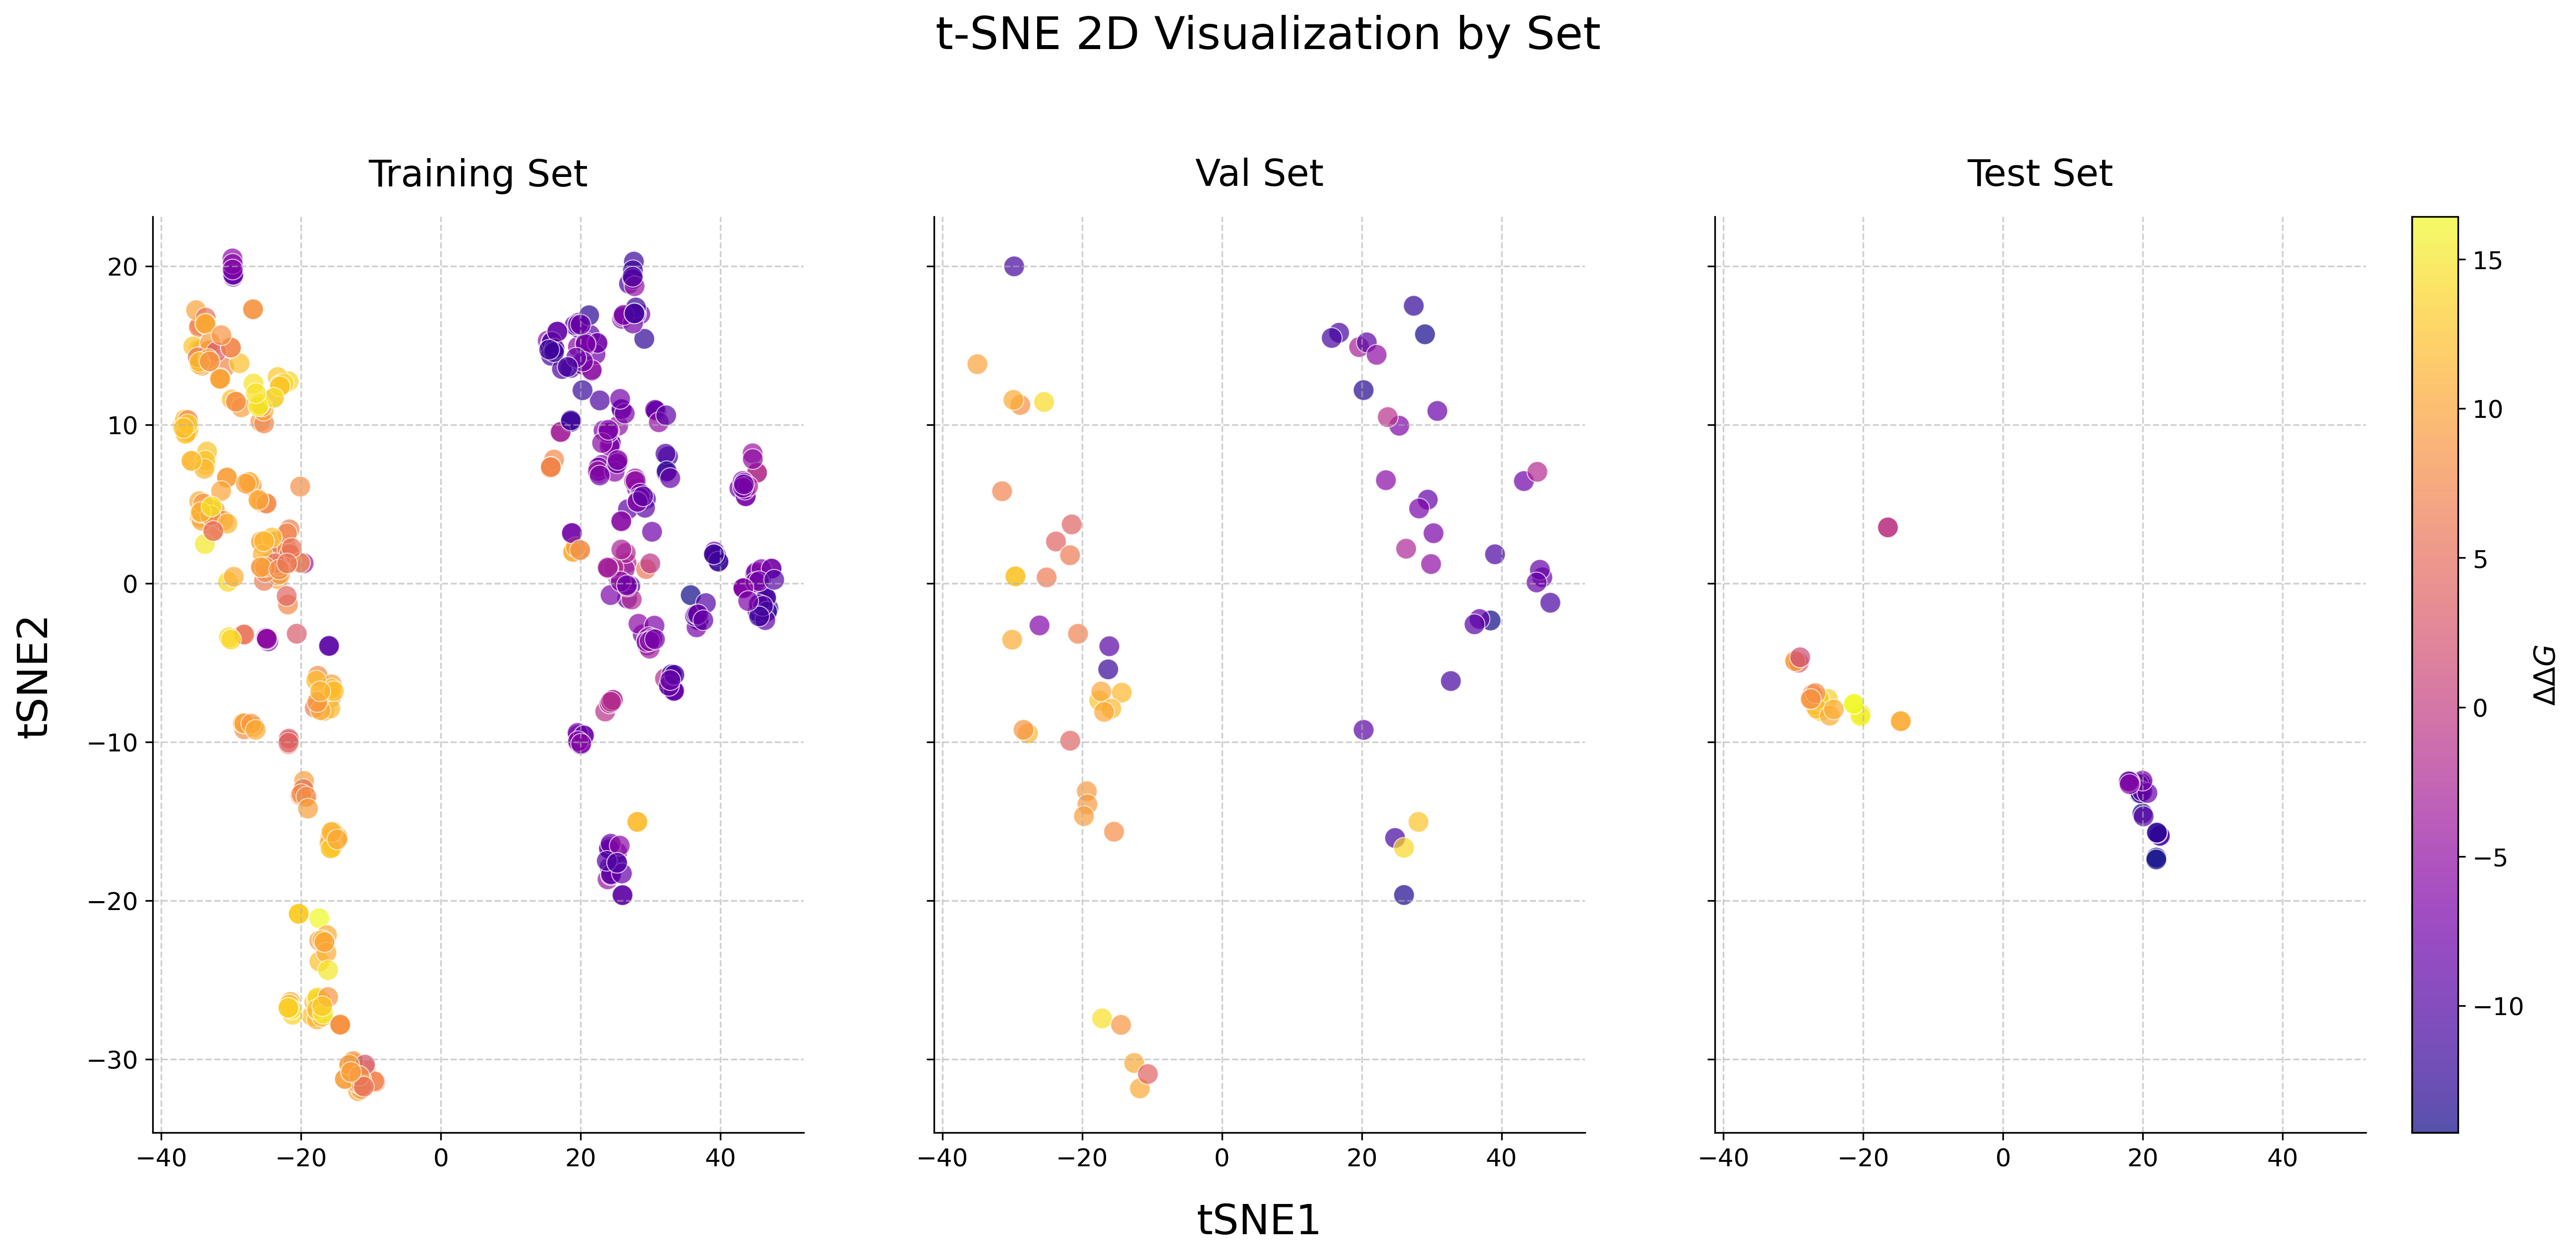 t-SNE 2D Visualization by Set
Training Set
Val Set
Test Set
tSNE2
20
10
0
−10
−20
−30
−40 −20 0 20 40
−40 −20 0 20 40
−40 −20 0 20 40
15
10
5
0
−5
−10
ΔΔG
tSNE1